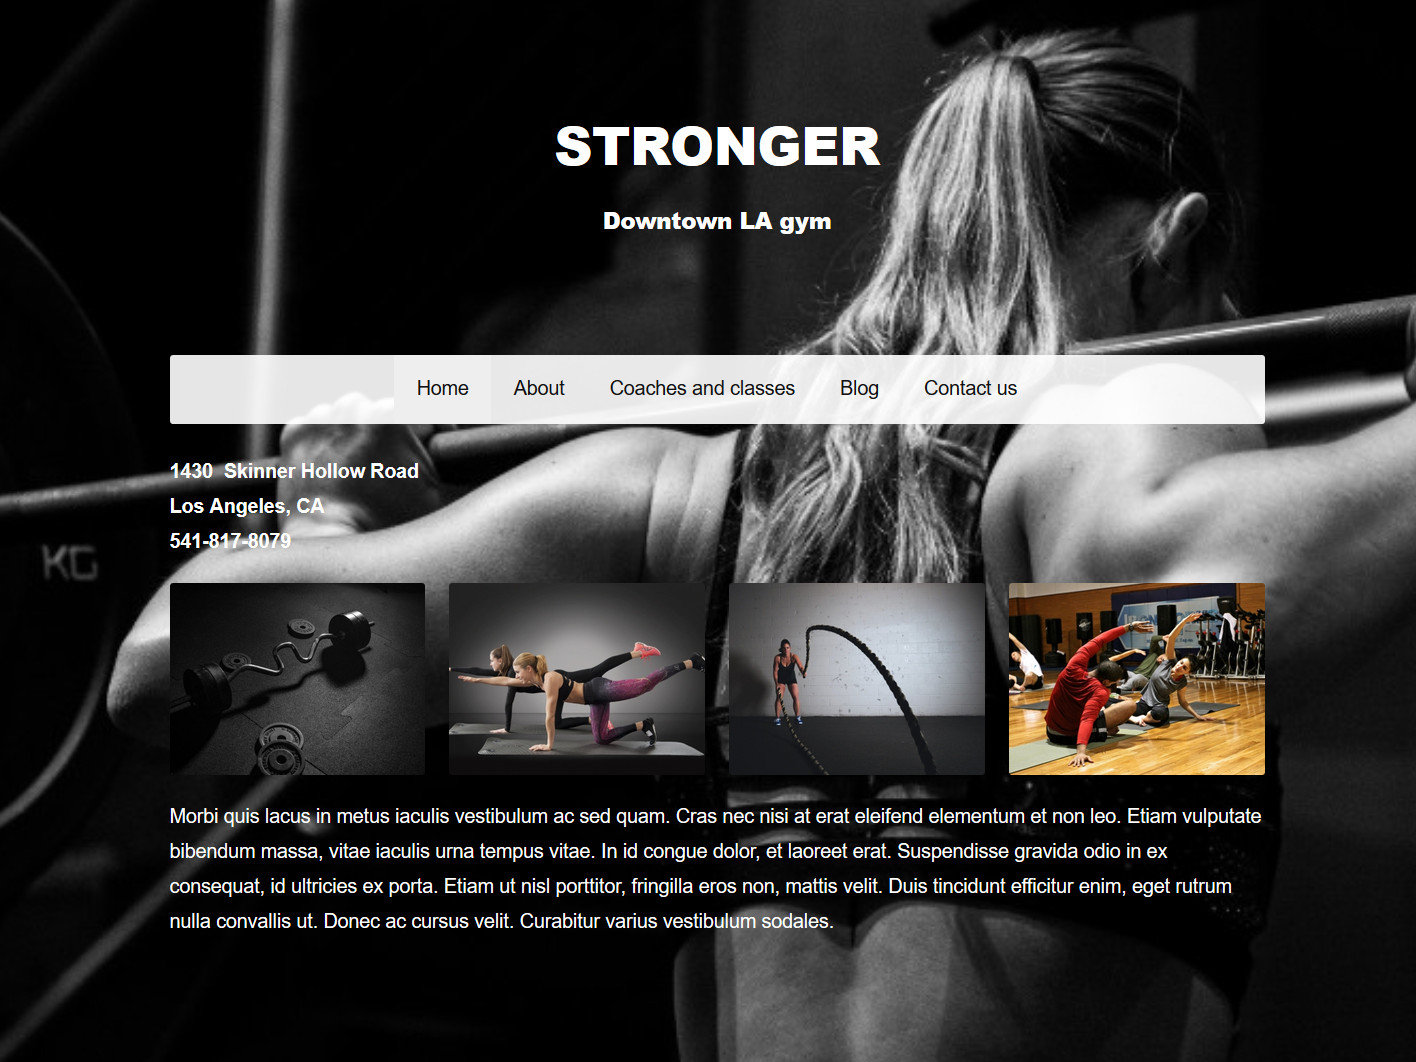 STRONGER
Downtown LA gym
Home About Coaches and classes Blog Contact us
1430 Skinner Hollow Road
Los Angeles, CA
541-817-8079
KG
Morbi quis lacus in metus iaculis vestibulum ac sed quam. Cras nec nisi at erat eleifend elementum et non leo. Etiam vulputate
bibendum massa, vitae iaculis urna tempus vitae. In id congue dolor, et laoreet erat. Suspendisse gravida odio in ex
consequat, id ultricies ex porta. Etiam ut nisl porttitor, fringilla eros non, mattis velit. Duis tincidunt efficitur enim, eget rutrum
nulla convallis ut. Donec ac cursus velit. Curabitur varius vestibulum sodales.